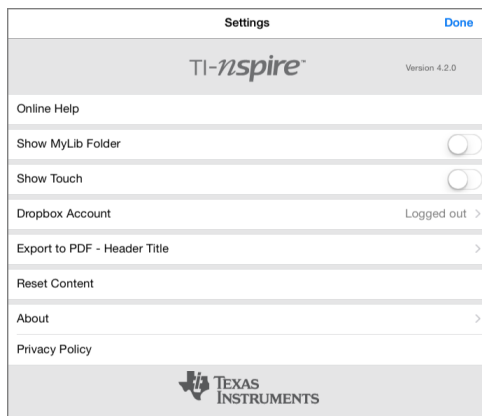 Settings
Done
TI-nspire™
Version 4.2.0
Online Help
Show MyLib Folder
Show Touch
Dropbox Account
Logged out
Export to PDF - Header Title
Reset Content
About
Privacy Policy
TEXAS
INSTRUMENTS